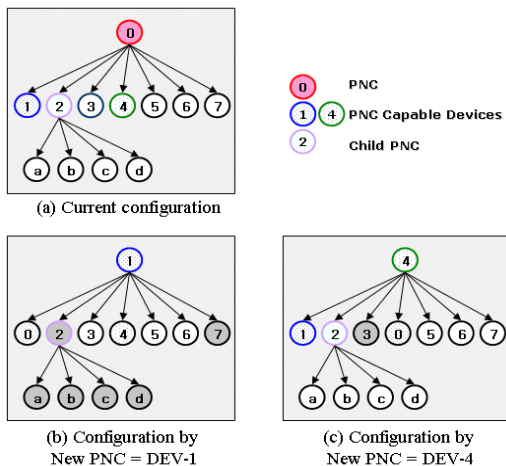 0
1 2 3 4 5 6 7
a b c d
(a) Current configuration
0 PNC
1 4 PNC Capable Devices
2 Child PNC
1
0 2 3 4 5 6 7
a b c d
(b) Configuration by
New PNC = DEV-1
4
1 2 3 0 5 6 7
a b c d
(c) Configuration by
New PNC = DEV-4